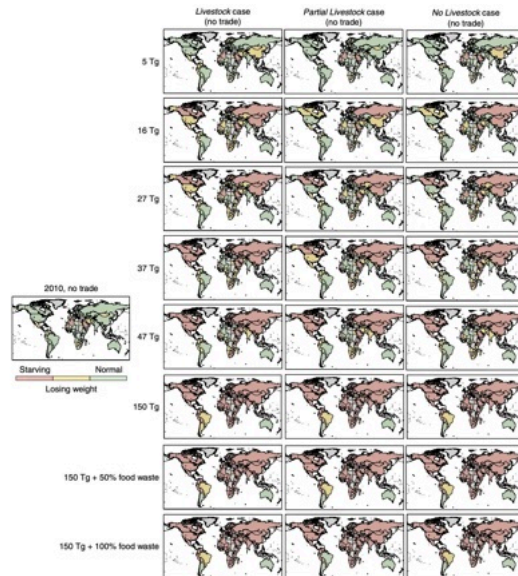 Livestock case
(no trade)
Partial Livestock case
(no trade)
No Livestock case
(no trade)
5 Tg
16 Tg
27 Tg
37 Tg
2010, no trade
Starving
Normal
Losing weight
47 Tg
150 Tg
150 Tg + 50% food waste
150 Tg + 100% food waste